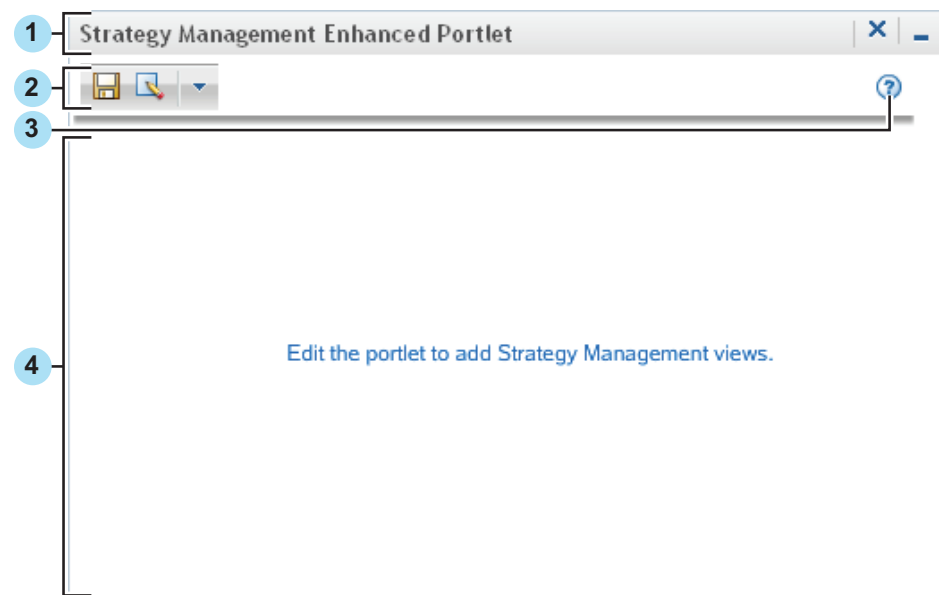 1
Strategy Management Enhanced Portlet
2
?
3
4
Edit the portlet to add Strategy Management views.